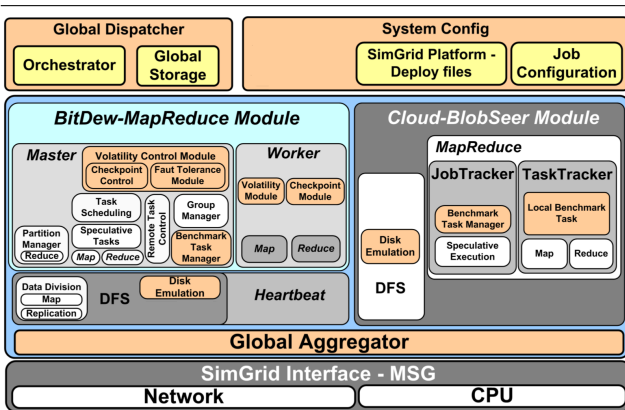 Global Dispatcher
Orchestrator
Global
Storage
System Config
SimGrid Platform -
Deploy files
Job
Configuration
BitDew-MapReduce Module
Master
Volatility Control Module
Checkpoint
Control
Faut Tolerance
Module
Task
Scheduling
Speculative
Tasks
Map
Reduce
Remote Task
Control
Group
Manager
Benchmark
Task
Manager
Partition
Manager
Reduce
Worker
Volatility
Module
Checkpoint
Module
Map
Reduce
Data Division
Map
Replication
DFS
Disk
Emulation
Heartbeat
Cloud-BlobSeer Module
Disk
Emulation
DFS
MapReduce
JobTracker
Benchmark
Task Manager
Speculative
Execution
TaskTracker
Local Benchmark
Task
Map
Reduce
Global Aggregator
SimGrid Interface - MSG
Network
CPU